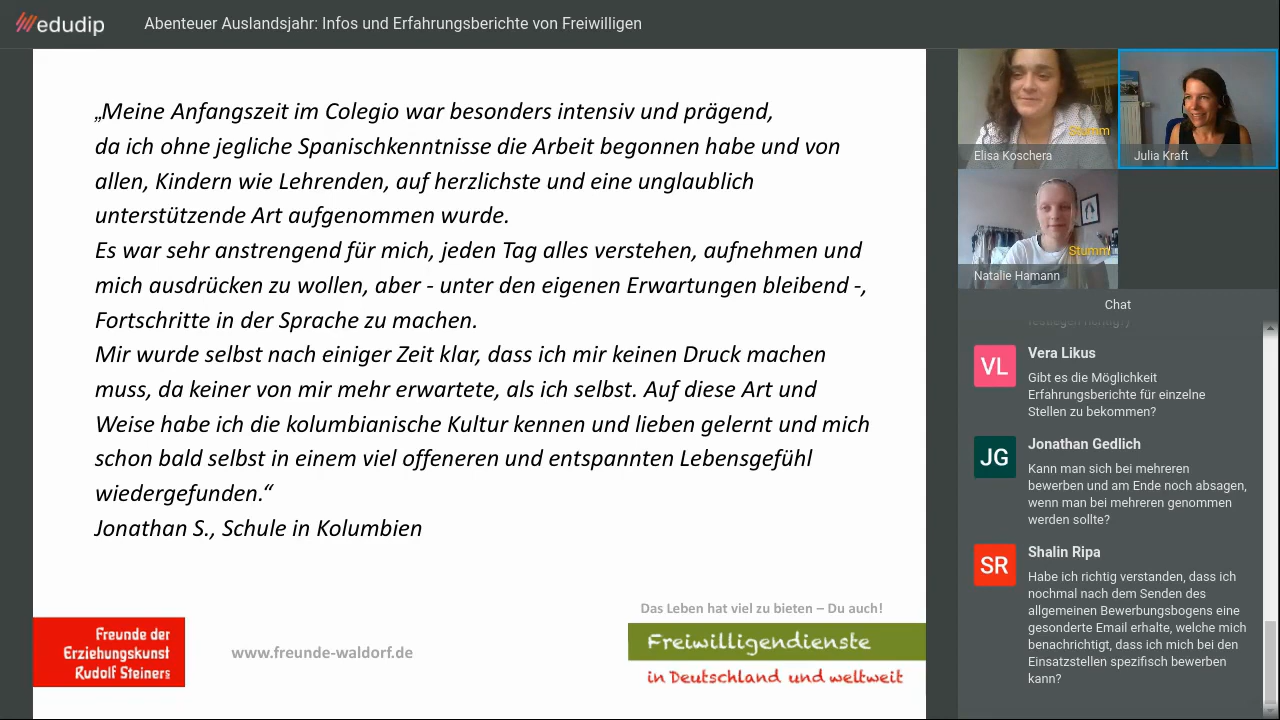 edudip
Abenteuer Auslandsjahr: Infos und Erfahrungsberichte von Freiwilligen
„Meine Anfangszeit im Colegio war besonders intensiv und prägend,
da ich ohne jegliche Spanischkenntnisse die Arbeit begonnen habe und von
allen, Kindern wie Lehrenden, auf herzlichste und eine unglaublich
unterstützende Art aufgenommen wurde.
Es war sehr anstrengend für mich, jeden Tag alles verstehen, aufnehmen und
mich ausdrücken zu wollen, aber - unter den eigenen Erwartungen bleibend -,
Fortschritte in der Sprache zu machen.
Mir wurde selbst nach einiger Zeit klar, dass ich mir keinen Druck machen
muss, da keiner von mir mehr erwartete, als ich selbst. Auf diese Art und
Weise habe ich die kolumbianische Kultur kennen und lieben gelernt und mich
schon bald selbst in einem viel offeneren und entspannten Lebensgefühl
wiedergefunden.“
Jonathan S., Schule in Kolumbien
Das Leben hat viel zu bieten – Du auch!
Freunde der
Erziehungskunst
Rudolf Steiners
www.freunde-waldorf.de
Freiwilligendienste
in Deutschland und weltweit
Stumm
Elisa Koschera
Julia Kraft
Stumm
Natalie Hamann
Chat
VL
Vera Likus
Gibt es die Möglichkeit
Erfahrungsberichte für einzelne
Stellen zu bekommen?
JG
Jonathan Gedlich
Kann man sich bei mehreren
bewerben und am Ende noch absagen,
wenn man bei mehreren genommen
werden sollte?
SR
Shalin Ripa
Habe ich richtig verstanden, dass ich
nochmal nach dem Senden des
allgemeinen Bewerbungsbogens eine
gesonderte Email erhalte, welche mich
benachrichtigt, dass ich mich bei den
Einsatzstellen spezifisch bewerben
kann?